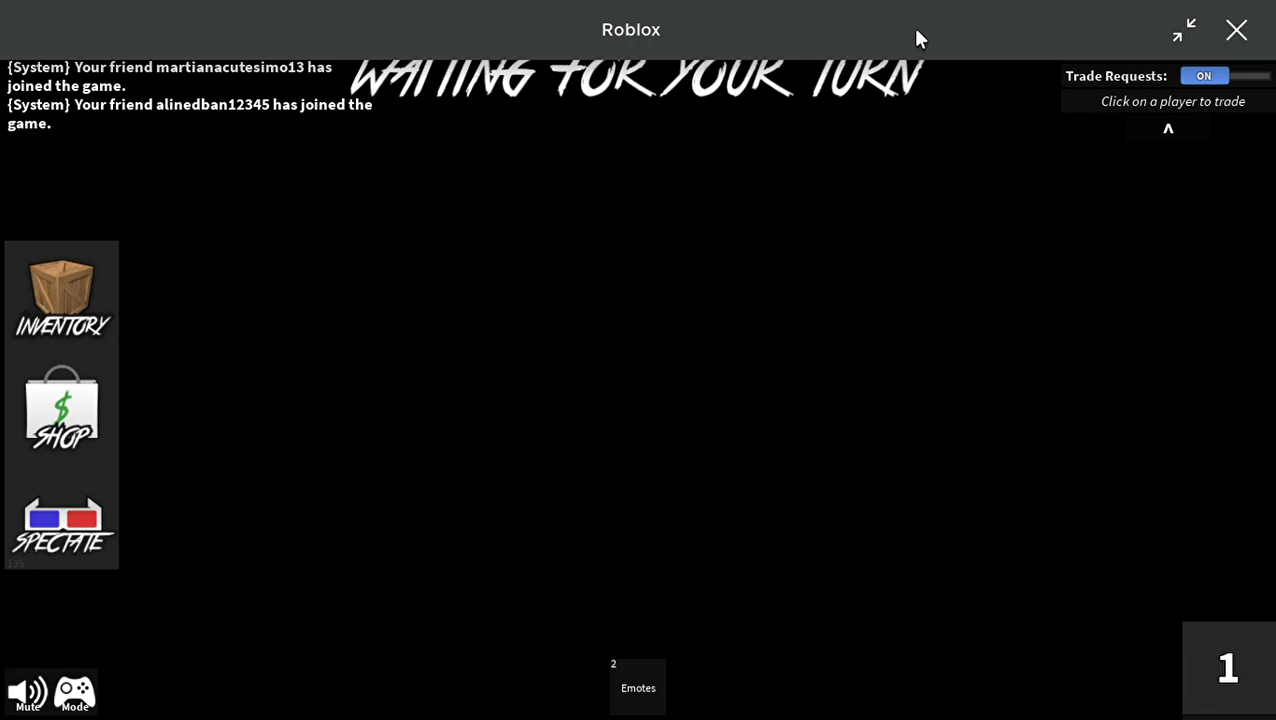 Roblox
{System} Your friend martianacutesimo13 has
joined the game.
{System} Your friend alinedban12345 has joined the
game.
WAITING FOR YOUR TURN
Trade Requests: ON
Click on a player to trade
^
INVENTORY
$
SHOP
SPECTATE
135
Mute
Mode
2
Emotes
1